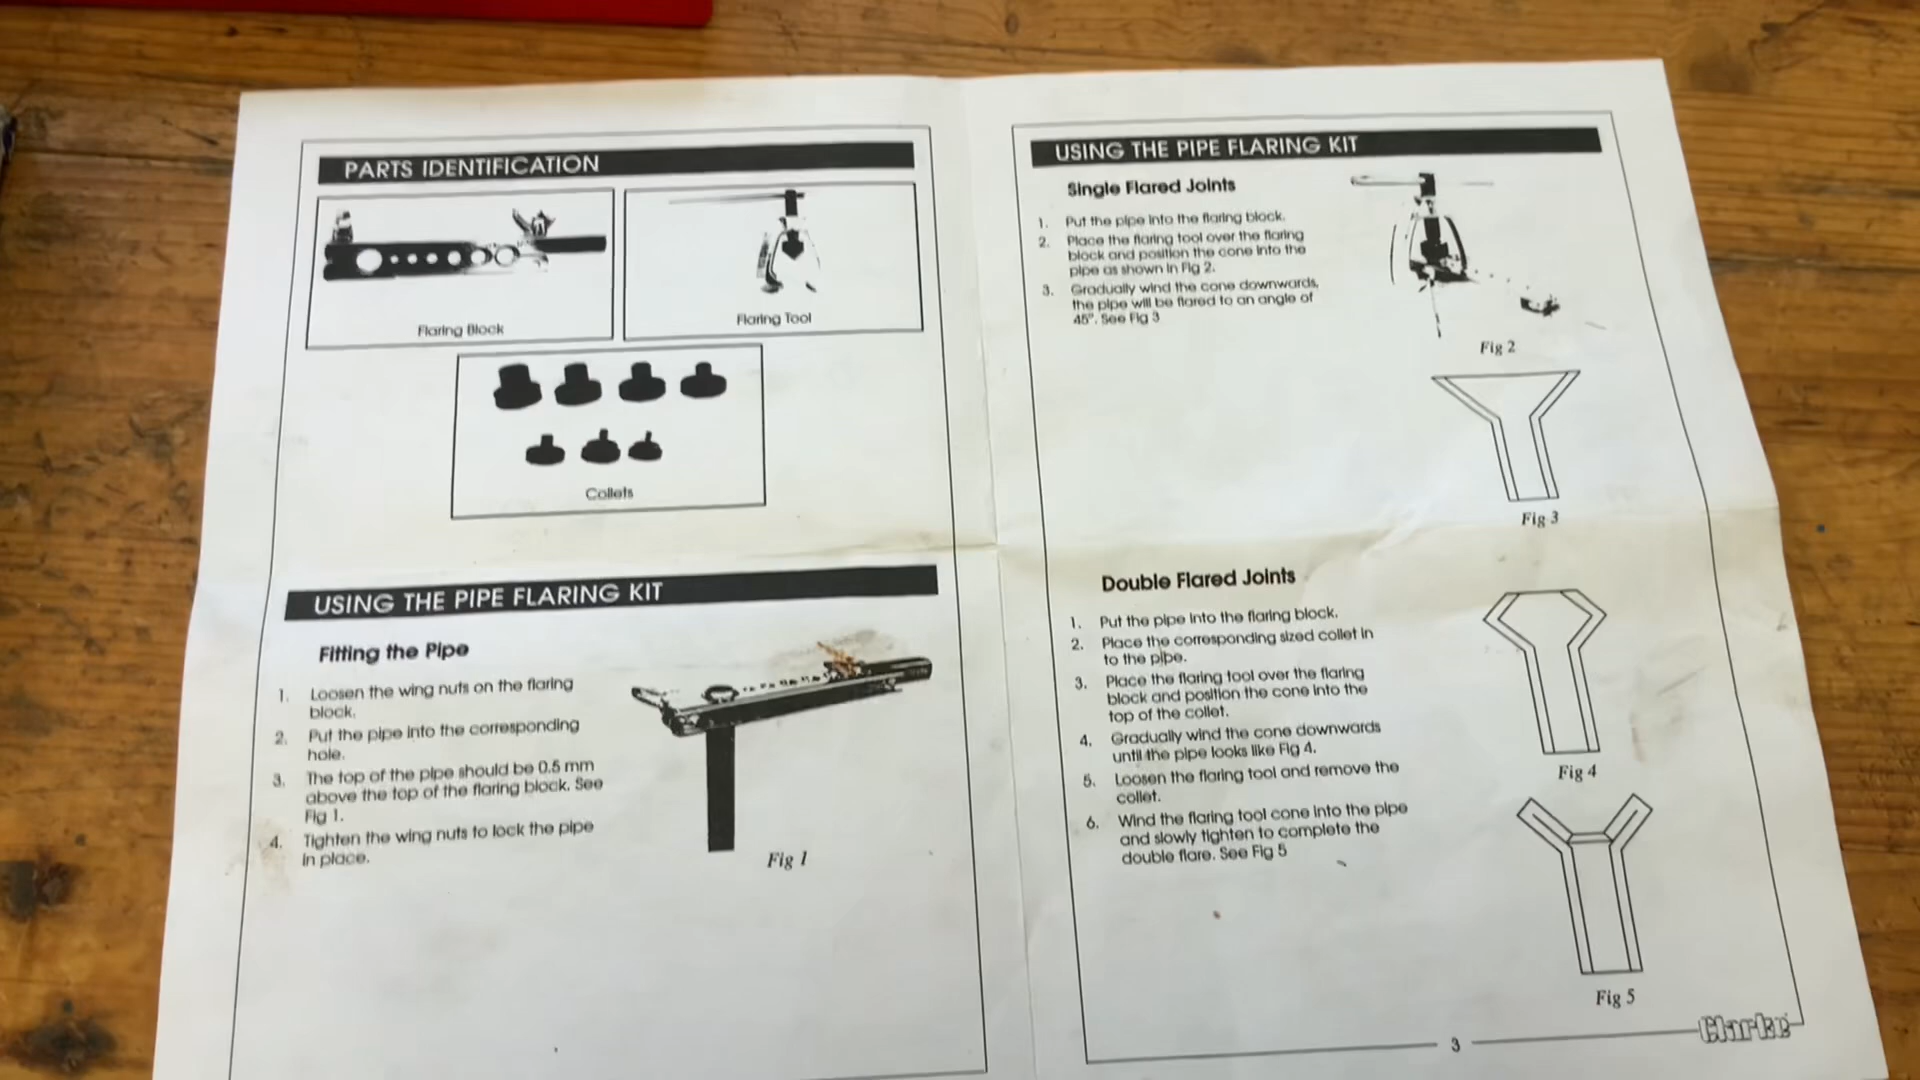 PARTS IDENTIFICATION
Flaring Block
Flaring Tool
Collets
USING THE PIPE FLARING KIT
Fitting the Pipe
1. Loosen the wing nuts on the flaring
block.
2. Put the pipe into the corresponding
hole.
3. The top of the pipe should be 0.5 mm
above the top of the flaring block. See
Fig 1.
4. Tighten the wing nuts to lock the pipe
in place.
Fig 1
USING THE PIPE FLARING KIT
Single Flared Joints
1. Put the pipe into the flaring block.
2. Place the flaring tool over the flaring
block and position the cone into the
pipe as shown in Fig 2.
3. Gradually wind the cone downwards,
the pipe will be flared to an angle of
45°. See Fig 3
Fig 2
Fig 3
Double Flared Joints
1. Put the pipe into the flaring block.
2. Place the corresponding sized collet in
to the pipe.
3. Place the flaring tool over the flaring
block and position the cone into the
top of the collet.
4. Gradually wind the cone downwards
until the pipe looks like Fig 4.
5. Loosen the flaring tool and remove the
collet.
6. Wind the flaring tool cone into the pipe
and slowly tighten to complete the
double flare. See Fig 5
Fig 4
Fig 5
3
Clarke